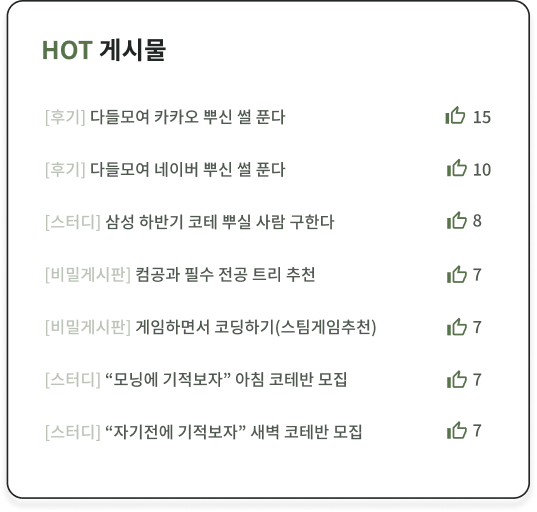 HOT 게시물
[후기] 다들모여 카카오 뿌신 썰 푼다 15
[후기] 다들모여 네이버 뿌신 썰 푼다 10
[스터디] 삼성 하반기 코테 뿌실 사람 구한다 8
[비밀게시판] 컴공과 필수 전공 트리 추천 7
[비밀게시판] 게임하면서 코딩하기(스팀게임추천) 7
[스터디] “모닝에 기적보자” 아침 코테반 모집 7
[스터디] “자기전에 기적보자” 새벽 코테반 모집 7